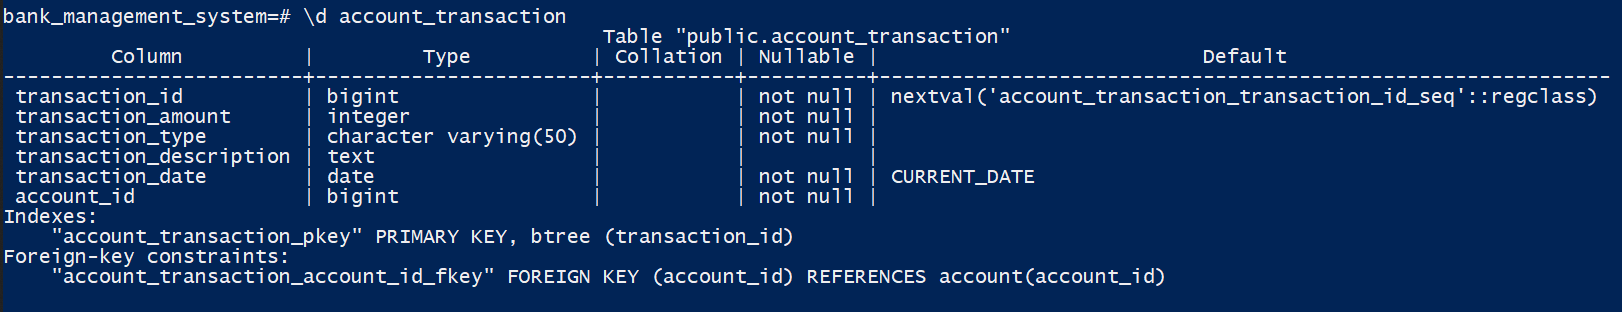 bank_management_system=# \d account_transaction
Table "public.account_transaction"
Column | Type | Collation | Nullable | Default
-------------------------+-----------------------+-----------+----------+-------------------------------------------------------------
transaction_id | bigint | | not null | nextval('account_transaction_transaction_id_seq'::regclass)
transaction_amount | integer | | not null |
transaction_type | character varying(50) | | not null |
transaction_description | text | | |
transaction_date | date | | not null | CURRENT_DATE
account_id | bigint | | not null |
Indexes:
"account_transaction_pkey" PRIMARY KEY, btree (transaction_id)
Foreign-key constraints:
"account_transaction_account_id_fkey" FOREIGN KEY (account_id) REFERENCES account(account_id)